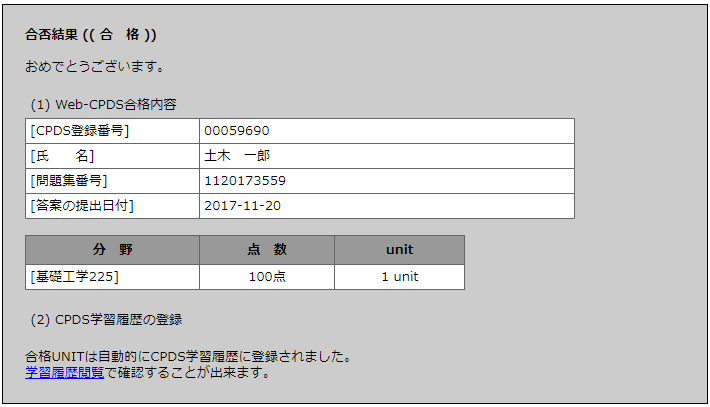 合否結果 (( 合　格 ))
おめでとうございます。
(1) Web-CPDS合格内容
[CPDS登録番号] 00059690
[氏　　名] 土木　一郎
[問題集番号] 1120173559
[答案の提出日付] 2017-11-20
分　野 点　数 unit
[基礎工学225] 100点 1 unit
(2) CPDS学習履歴の登録
合格UNITは自動的にCPDS学習履歴に登録されました。
学習履歴閲覧で確認することが出来ます。